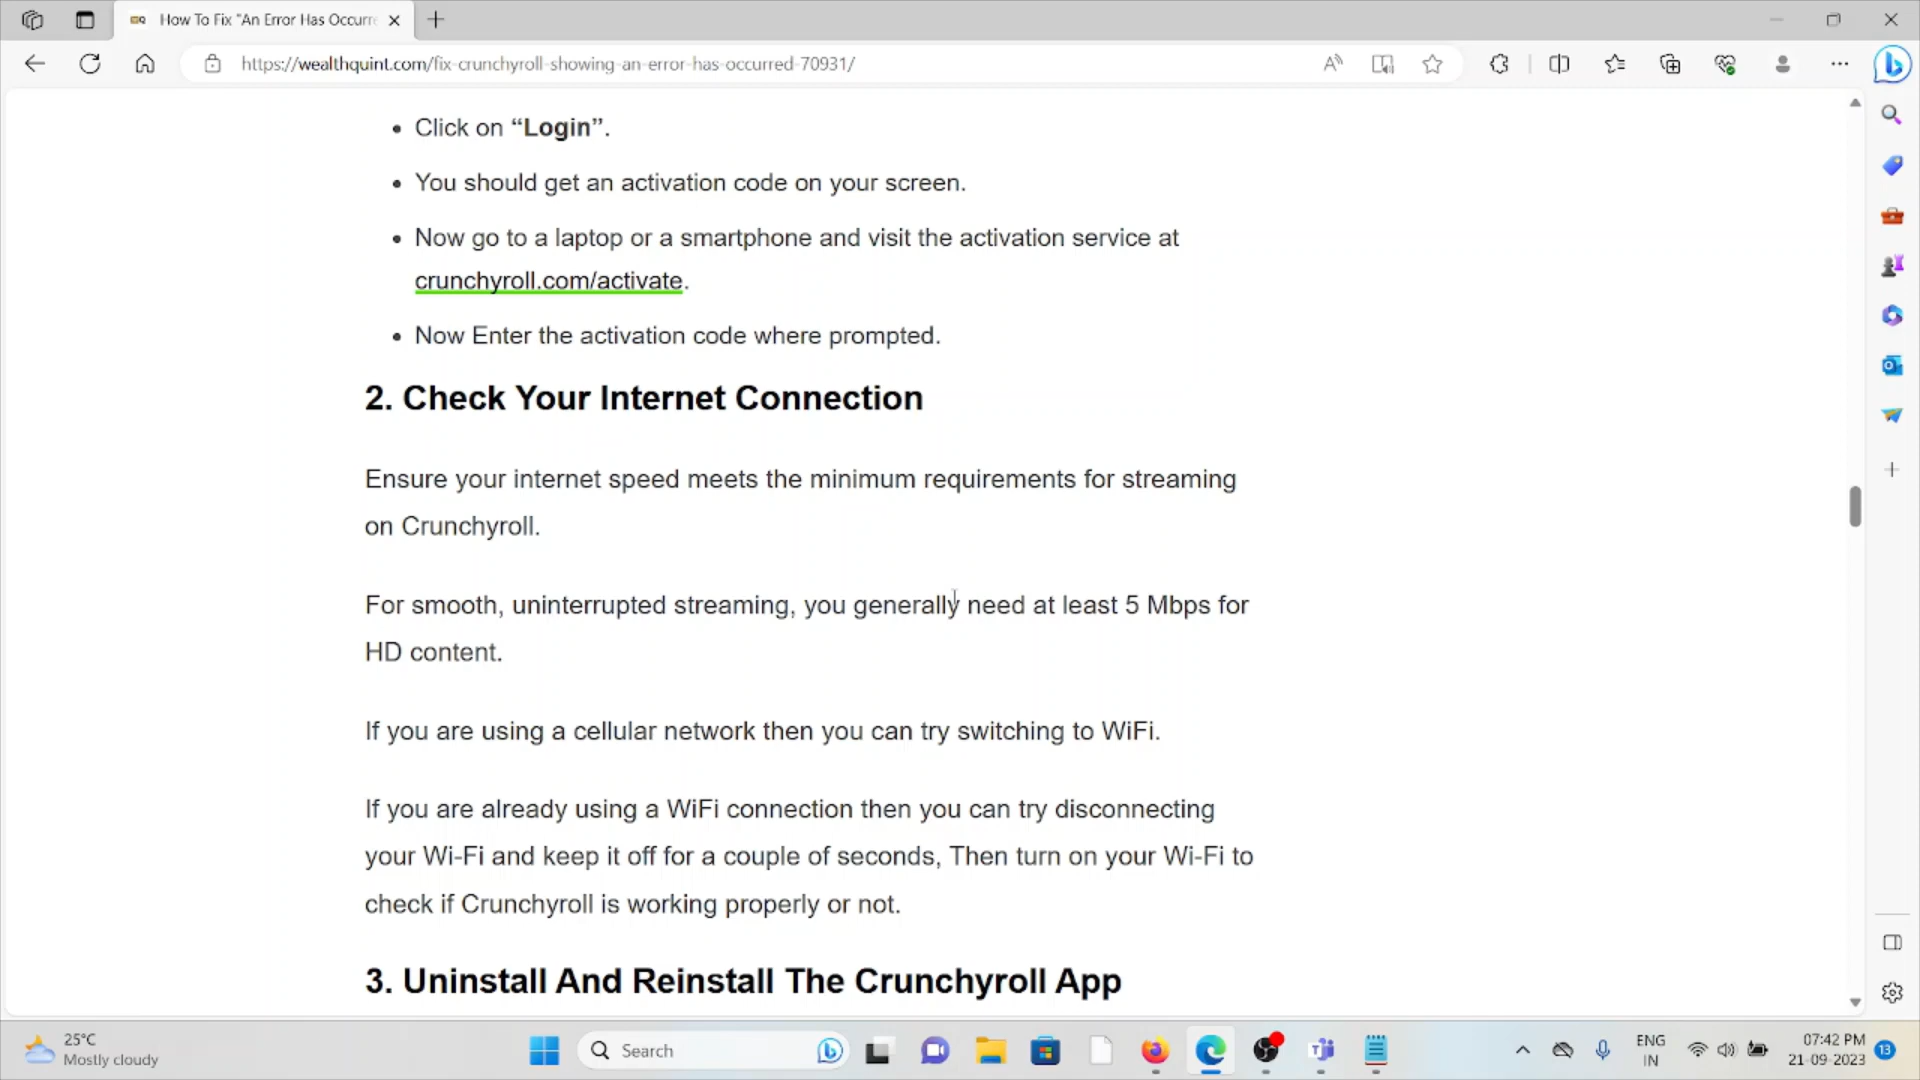 How To Fix "An Error Has Occurr
https://wealthquint.com/fix-crunchyroll-showing-an-error-has-occurred-70931/
• Click on “Login”.
• You should get an activation code on your screen.
• Now go to a laptop or a smartphone and visit the activation service at
crunchyroll.com/activate.
• Now Enter the activation code where prompted.
2. Check Your Internet Connection
Ensure your internet speed meets the minimum requirements for streaming
on Crunchyroll.
For smooth, uninterrupted streaming, you generally need at least 5 Mbps for
HD content.
If you are using a cellular network then you can try switching to WiFi.
If you are already using a WiFi connection then you can try disconnecting
your Wi-Fi and keep it off for a couple of seconds, Then turn on your Wi-Fi to
check if Crunchyroll is working properly or not.
3. Uninstall And Reinstall The Crunchyroll App
25°C
Mostly cloudy
Search
ENG
IN
07:42 PM
21-09-2023
13